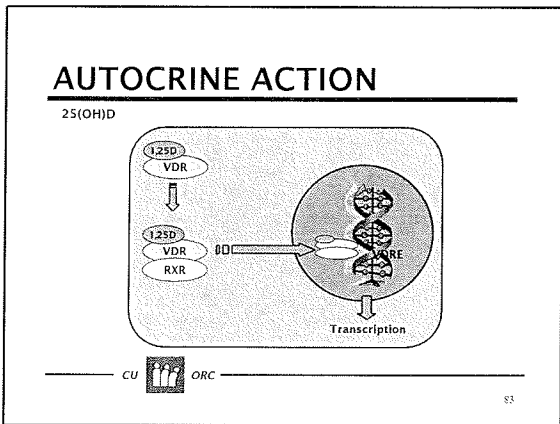 AUTOCRINE ACTION
25(OH)D
1,25D
VDR
1,25D
VDR
RXR
VDRE
Transcription
CU ORC
83